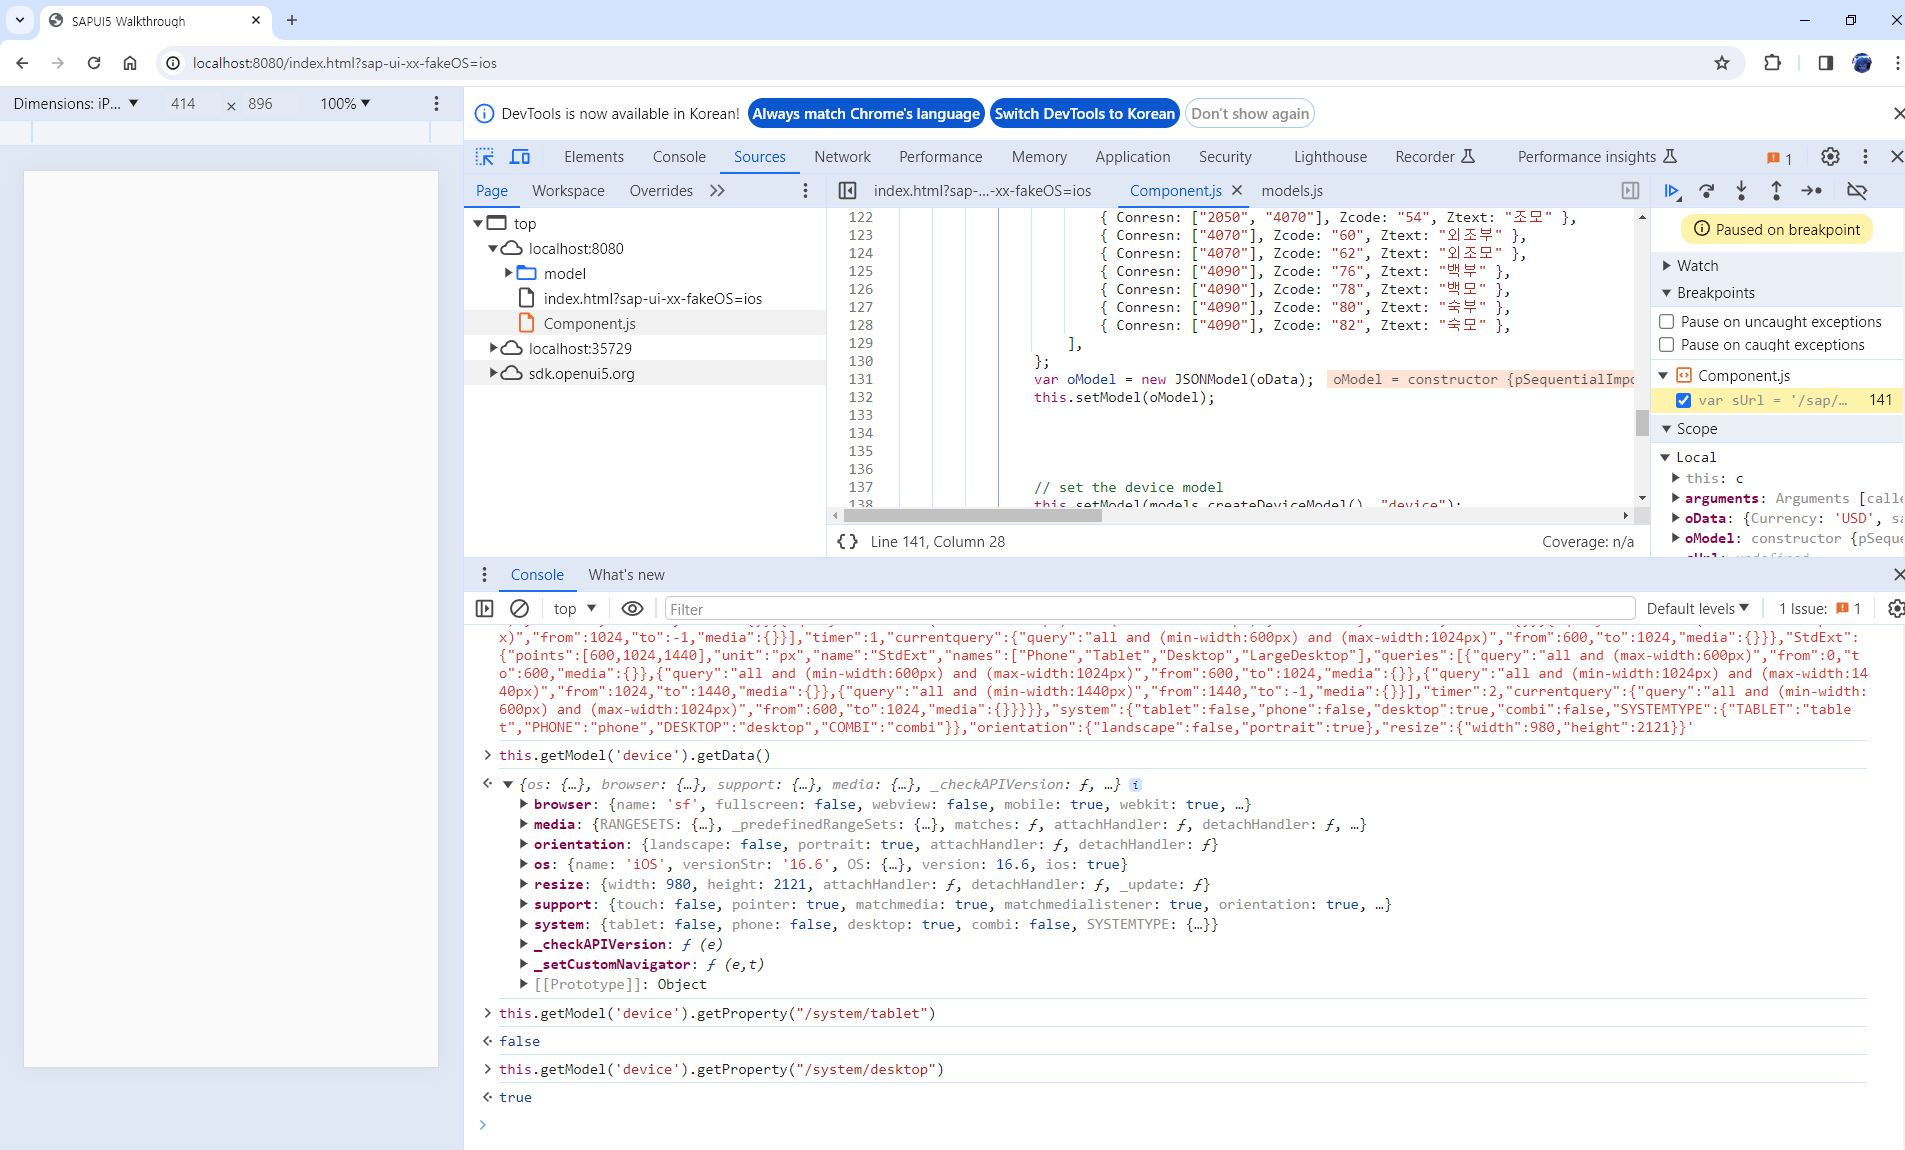 SAPUI5 Walkthrough
localhost:8080/index.html?sap-ui-xx-fakeOS=ios
Dimensions: iP... ▼ 414 × 896 100% ▼
DevTools is now available in Korean! Always match Chrome's language Switch DevTools to Korean Don't show again
Elements Console Sources Network Performance Memory Application Security Lighthouse Recorder Performance insights 1
Page Workspace Overrides
index.html?sap-...-xx-fakeOS=ios Component.js models.js
top
localhost:8080
model
index.html?sap-ui-xx-fakeOS=ios
Component.js
localhost:35729
sdk.openui5.org
122 { Conresn: ["2050", "4070"], Zcode: "54", Ztext: "조모" },
123 { Conresn: ["4070"], Zcode: "60", Ztext: "외조부" },
124 { Conresn: ["4070"], Zcode: "62", Ztext: "외조모" },
125 { Conresn: ["4090"], Zcode: "76", Ztext: "백부" },
126 { Conresn: ["4090"], Zcode: "78", Ztext: "백모" },
127 { Conresn: ["4090"], Zcode: "80", Ztext: "숙부" },
128 { Conresn: ["4090"], Zcode: "82", Ztext: "숙모" },
129 ],
130 };
131 var oModel = new JSONModel(oData); oModel = constructor {pSequentialImpo
132 this.setModel(oModel);
133
134
135
136
137 // set the device model
138 this.setModel(models.createDeviceModel(), "device");
{} Line 141, Column 28 Coverage: n/a
Paused on breakpoint
Watch
Breakpoints
Pause on uncaught exceptions
Pause on caught exceptions
Component.js
var sUrl = '/sap/... 141
Scope
Local
this: c
arguments: Arguments [calle
oData: {Currency: 'USD', sa
oModel: constructor {pSeque
sUrl: undefined
Console What's new
top ▼ Filter Default levels ▼ 1 Issue: 1
x)","from":1024,"to":-1,"media":{}}],"timer":1,"currentquery":{"query":"all and (min-width:600px) and (max-width:1024px)","from":600,"to":1024,"media":{}}},"StdExt":
{"points":[600,1024,1440],"unit":"px","name":"StdExt","names":["Phone","Tablet","Desktop","LargeDesktop"],"queries":[{"query":"all and (max-width:600px)","from":0,"t
o":600,"media":{}},{"query":"all and (min-width:600px) and (max-width:1024px)","from":600,"to":1024,"media":{}},{"query":"all and (min-width:1024px) and (max-width:14
40px)","from":1024,"to":1440,"media":{}},{"query":"all and (min-width:1440px)","from":1440,"to":-1,"media":{}}],"timer":2,"currentquery":{"query":"all and (min-width:
600px) and (max-width:1024px)","from":600,"to":1024,"media":{}}}}},"system":{"tablet":false,"phone":false,"desktop":true,"combi":false,"SYSTEMTYPE":{"TABLET":"table
t","PHONE":"phone","DESKTOP":"desktop","COMBI":"combi"}},"orientation":{"landscape":false,"portrait":true},"resize":{"width":980,"height":2121}}'
> this.getModel('device').getData()
{os: {…}, browser: {…}, support: {…}, media: {…}, _checkAPIVersion: ƒ, …} i
browser: {name: 'sf', fullscreen: false, webview: false, mobile: true, webkit: true, …}
media: {RANGESETS: {…}, _predefinedRangeSets: {…}, matches: ƒ, attachHandler: ƒ, detachHandler: ƒ, …}
orientation: {landscape: false, portrait: true, attachHandler: ƒ, detachHandler: ƒ}
os: {name: 'iOS', versionStr: '16.6', OS: {…}, version: 16.6, ios: true}
resize: {width: 980, height: 2121, attachHandler: ƒ, detachHandler: ƒ, _update: ƒ}
support: {touch: false, pointer: true, matchmedia: true, matchmedialistener: true, orientation: true, …}
system: {tablet: false, phone: false, desktop: true, combi: false, SYSTEMTYPE: {…}}
_checkAPIVersion: ƒ (e)
_setCustomNavigator: ƒ (e,t)
[[Prototype]]: Object
> this.getModel('device').getProperty("/system/tablet")
false
> this.getModel('device').getProperty("/system/desktop")
true
>